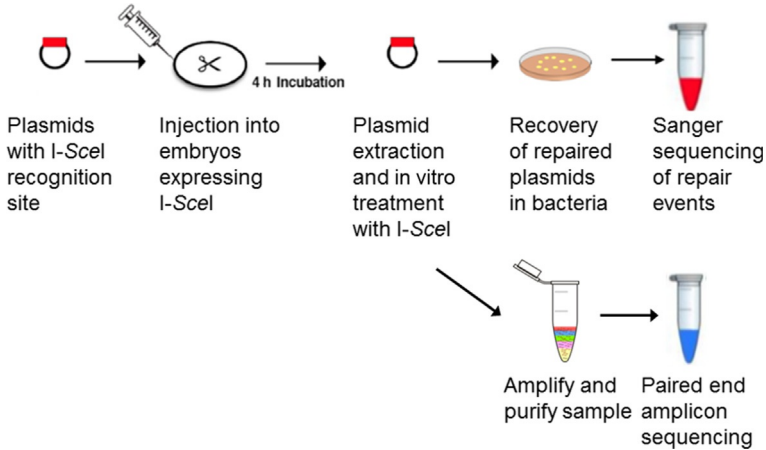 4 h Incubation
Plasmids
with I-SceI
recognition
site
Injection into
embryos
expressing
I-SceI
Plasmid
extraction
and in vitro
treatment
with I-SceI
Recovery
of repaired
plasmids
in bacteria
Sanger
sequencing
of repair
events
Amplify and
purify sample
Paired end
amplicon
sequencing